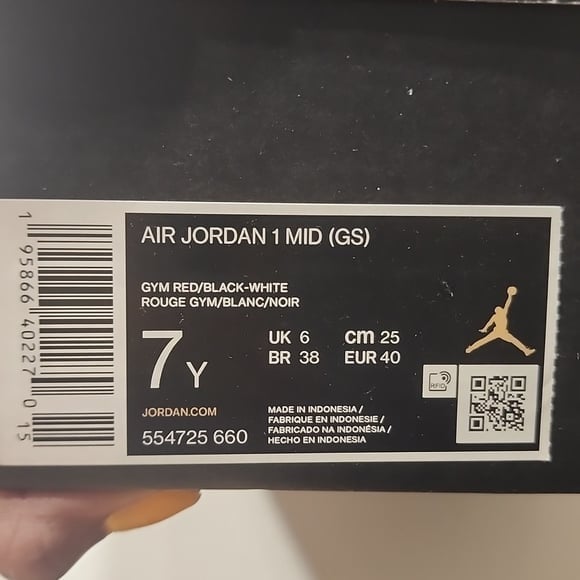 1 95866 40227 0 15
AIR JORDAN 1 MID (GS)
GYM RED/BLACK-WHITE
ROUGE GYM/BLANC/NOIR
7 Y
UK 6 cm 25
BR 38 EUR 40
RFID
JORDAN.COM
554725 660
MADE IN INDONESIA /
FABRIQUE EN INDONESIE /
FABRICADO NA INDONÉSIA /
HECHO EN INDONESIA